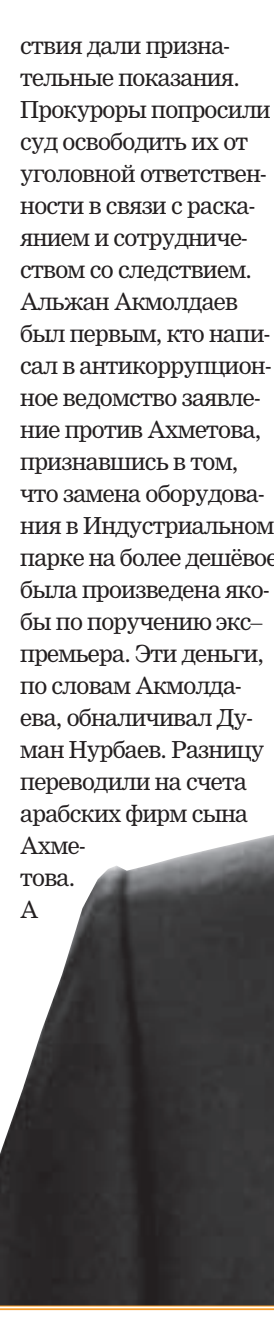 ствия дали призна-
тельные показания.
Прокуроры попросили
суд освободить их от
уголовной ответствен-
ности в связи с раска-
янием и сотрудниче-
ством со следствием.
Альжан Акмолдаев
был первым, кто напи-
сал в антикоррупцион-
ное ведомство заявле-
ние против Ахметова,
признавшись в том,
что замена оборудова-
ния в Индустриальном
парке на более дешёвое
была произведена яко-
бы по поручению экс–
премьера. Эти деньги,
по словам Акмолда-
ева, обналичивал Ду-
ман Нурбаев. Разницу
переводили на счета
арабских фирм сына
Ахме-
това.
А